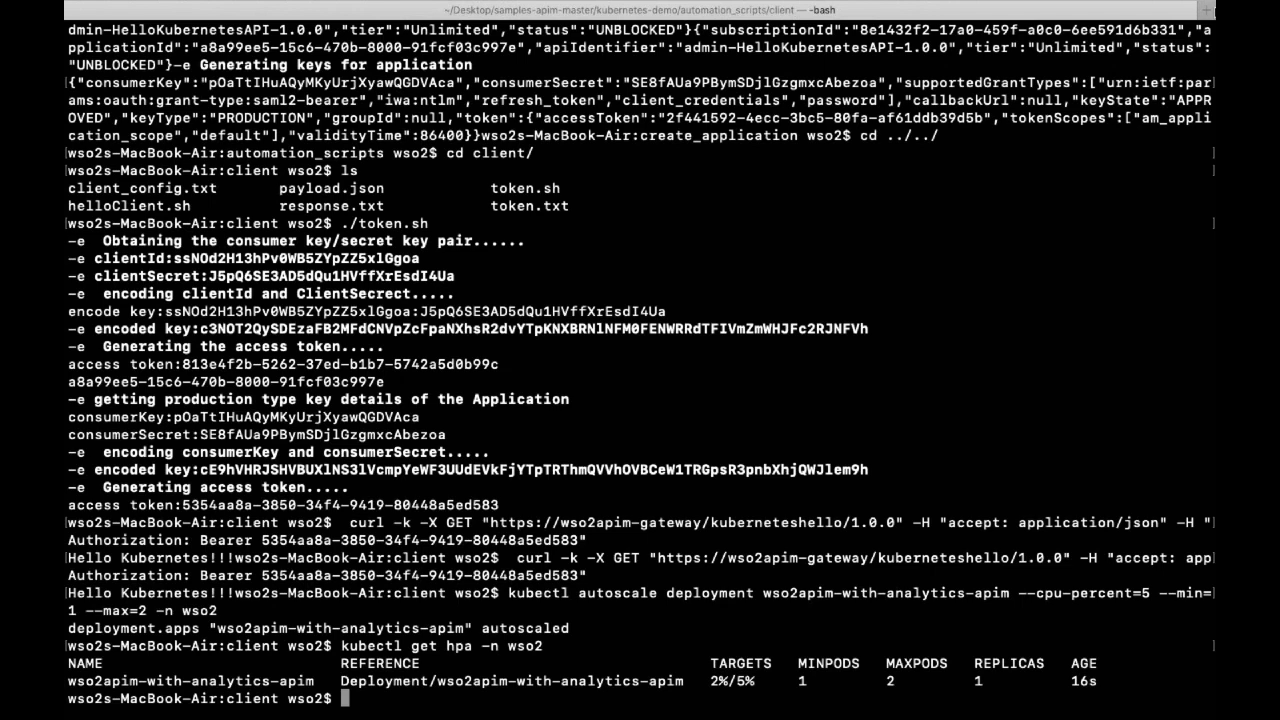 ~/Desktop/samples-apim-master/kubernetes-demo/automation_scripts/client — -bash
dmin-HelloKubernetesAPI-1.0.0","tier":"Unlimited","status":"UNBLOCKED"}{"subscriptionId":"8e1432f2-17a0-459f-a0c0-6ee591d6b331","a
pplicationId":"a8a99ee5-15c6-470b-8000-91fcf03c997e","apiIdentifier":"admin-HelloKubernetesAPI-1.0.0","tier":"Unlimited","status":
"UNBLOCKED"}-e Generating keys for application
{"consumerKey":"pOaTtIHuAQyMKyUrjXyawQGDVAca","consumerSecret":"SE8fAUa9PBymSDjlGzgmxcAbezoa","supportedGrantTypes":["urn:ietf:par
ams:oauth:grant-type:saml2-bearer","iwa:ntlm","refresh_token","client_credentials","password"],"callbackUrl":null,"keyState":"APPR
OVED","keyType":"PRODUCTION","groupId":null,"token":{"accessToken":"2f441592-4ecc-3bc5-80fa-af61ddb39d5b","tokenScopes":["am_appli
cation_scope","default"],"validityTime":86400}}wso2s-MacBook-Air:create_application wso2$ cd ../../
wso2s-MacBook-Air:automation_scripts wso2$ cd client/
wso2s-MacBook-Air:client wso2$ ls
client_config.txt payload.json token.sh
helloClient.sh response.txt token.txt
wso2s-MacBook-Air:client wso2$ ./token.sh
-e  Obtaining the consumer key/secret key pair......
-e clientId:ssNOd2H13hPv0WB5ZYpZZ5xlGgoa
-e clientSecret:J5pQ6SE3AD5dQu1HVffXrEsdI4Ua
-e  encoding clientId and ClientSecrect.....
encode key:ssNOd2H13hPv0WB5ZYpZZ5xlGgoa:J5pQ6SE3AD5dQu1HVffXrEsdI4Ua
-e encoded key:c3NOT2QySDEzaFB2MFdCNVpZcFpaNXhsR2dvYTpKNXBRNlNFM0FENWRRdTFIVmZmWHJFc2RJNFVh
-e  Generating the access token.....
access token:813e4f2b-5262-37ed-b1b7-5742a5d0b99c
a8a99ee5-15c6-470b-8000-91fcf03c997e
-e getting production type key details of the Application
consumerKey:pOaTtIHuAQyMKyUrjXyawQGDVAca
consumerSecret:SE8fAUa9PBymSDjlGzgmxcAbezoa
-e  encoding consumerKey and consumerSecret.....
-e encoded key:cE9hVHRJSHVBUXlNS3lVcmpYeWF3UUdEVkFjYTpTRThmQVVhOVBCeW1TRGpsR3pnbXhjQWJlem9h
-e  Generating access token.....
access token:5354aa8a-3850-34f4-9419-80448a5ed583
wso2s-MacBook-Air:client wso2$  curl -k -X GET "https://wso2apim-gateway/kuberneteshello/1.0.0" -H "accept: application/json" -H "
Authorization: Bearer 5354aa8a-3850-34f4-9419-80448a5ed583"
Hello Kubernetes!!!wso2s-MacBook-Air:client wso2$  curl -k -X GET "https://wso2apim-gateway/kuberneteshello/1.0.0" -H "accept: app
Authorization: Bearer 5354aa8a-3850-34f4-9419-80448a5ed583"
Hello Kubernetes!!!wso2s-MacBook-Air:client wso2$ kubectl autoscale deployment wso2apim-with-analytics-apim --cpu-percent=5 --min=
1 --max=2 -n wso2
deployment.apps "wso2apim-with-analytics-apim" autoscaled
wso2s-MacBook-Air:client wso2$ kubectl get hpa -n wso2
NAME REFERENCE TARGETS MINPODS MAXPODS REPLICAS AGE
wso2apim-with-analytics-apim Deployment/wso2apim-with-analytics-apim 2%/5% 1 2 1 16s
wso2s-MacBook-Air:client wso2$